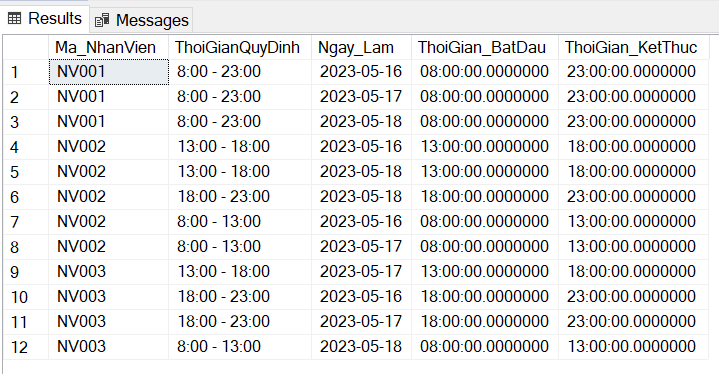 Results Messages
Ma_NhanVien ThoiGianQuyDinh Ngay_Lam ThoiGian_BatDau ThoiGian_KetThuc
1 NV001 8:00 - 23:00 2023-05-16 08:00:00.0000000 23:00:00.0000000
2 NV001 8:00 - 23:00 2023-05-17 08:00:00.0000000 23:00:00.0000000
3 NV001 8:00 - 23:00 2023-05-18 08:00:00.0000000 23:00:00.0000000
4 NV002 13:00 - 18:00 2023-05-16 13:00:00.0000000 18:00:00.0000000
5 NV002 13:00 - 18:00 2023-05-18 13:00:00.0000000 18:00:00.0000000
6 NV002 18:00 - 23:00 2023-05-18 18:00:00.0000000 23:00:00.0000000
7 NV002 8:00 - 13:00 2023-05-16 08:00:00.0000000 13:00:00.0000000
8 NV002 8:00 - 13:00 2023-05-17 08:00:00.0000000 13:00:00.0000000
9 NV003 13:00 - 18:00 2023-05-17 13:00:00.0000000 18:00:00.0000000
10 NV003 18:00 - 23:00 2023-05-16 18:00:00.0000000 23:00:00.0000000
11 NV003 18:00 - 23:00 2023-05-17 18:00:00.0000000 23:00:00.0000000
12 NV003 8:00 - 13:00 2023-05-18 08:00:00.0000000 13:00:00.0000000